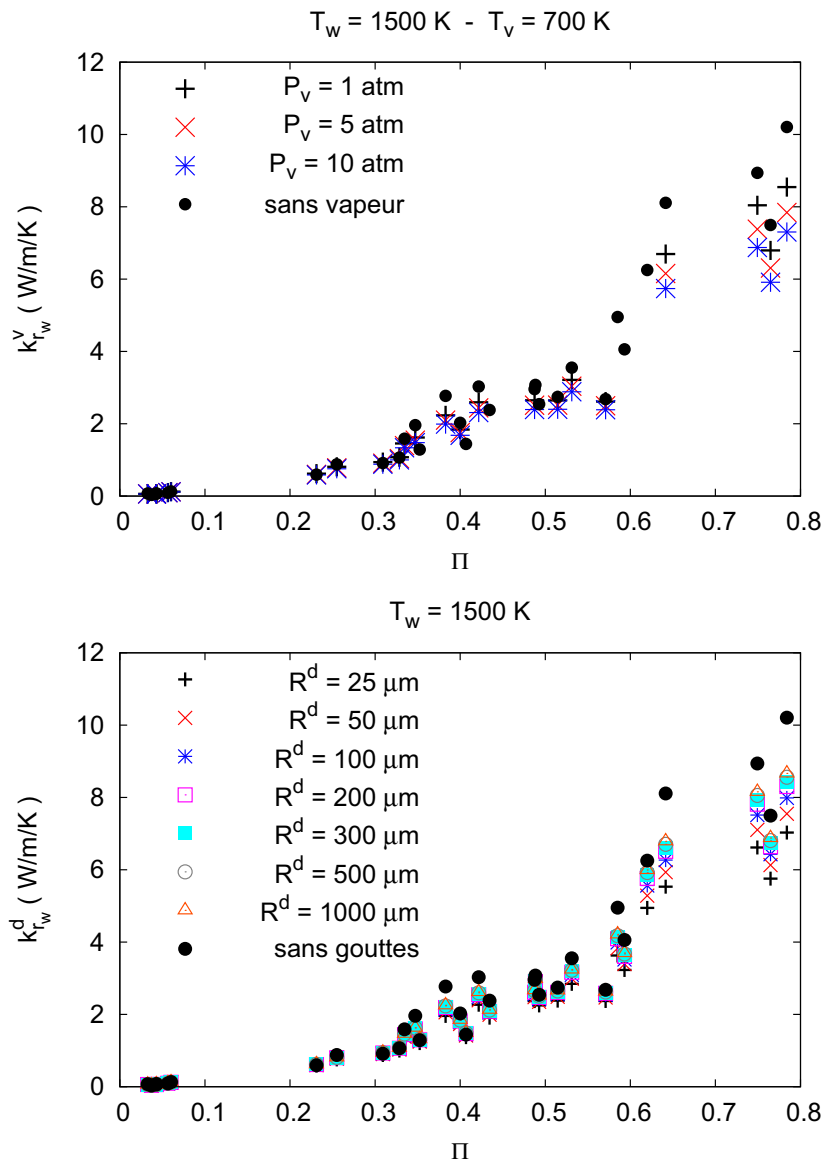 T_w = 1500 K - T_v = 700 K
12
10
8
6
4
2
0
k^v_{r_w} ( W/m/K )
P_v = 1 atm
P_v = 5 atm
P_v = 10 atm
sans vapeur
0 0.1 0.2 0.3 0.4 0.5 0.6 0.7 0.8
Π
T_w = 1500 K
12
10
8
6
4
2
0
k^d_{r_w} ( W/m/K )
R^d = 25 μm
R^d = 50 μm
R^d = 100 μm
R^d = 200 μm
R^d = 300 μm
R^d = 500 μm
R^d = 1000 μm
sans gouttes
0 0.1 0.2 0.3 0.4 0.5 0.6 0.7 0.8
Π